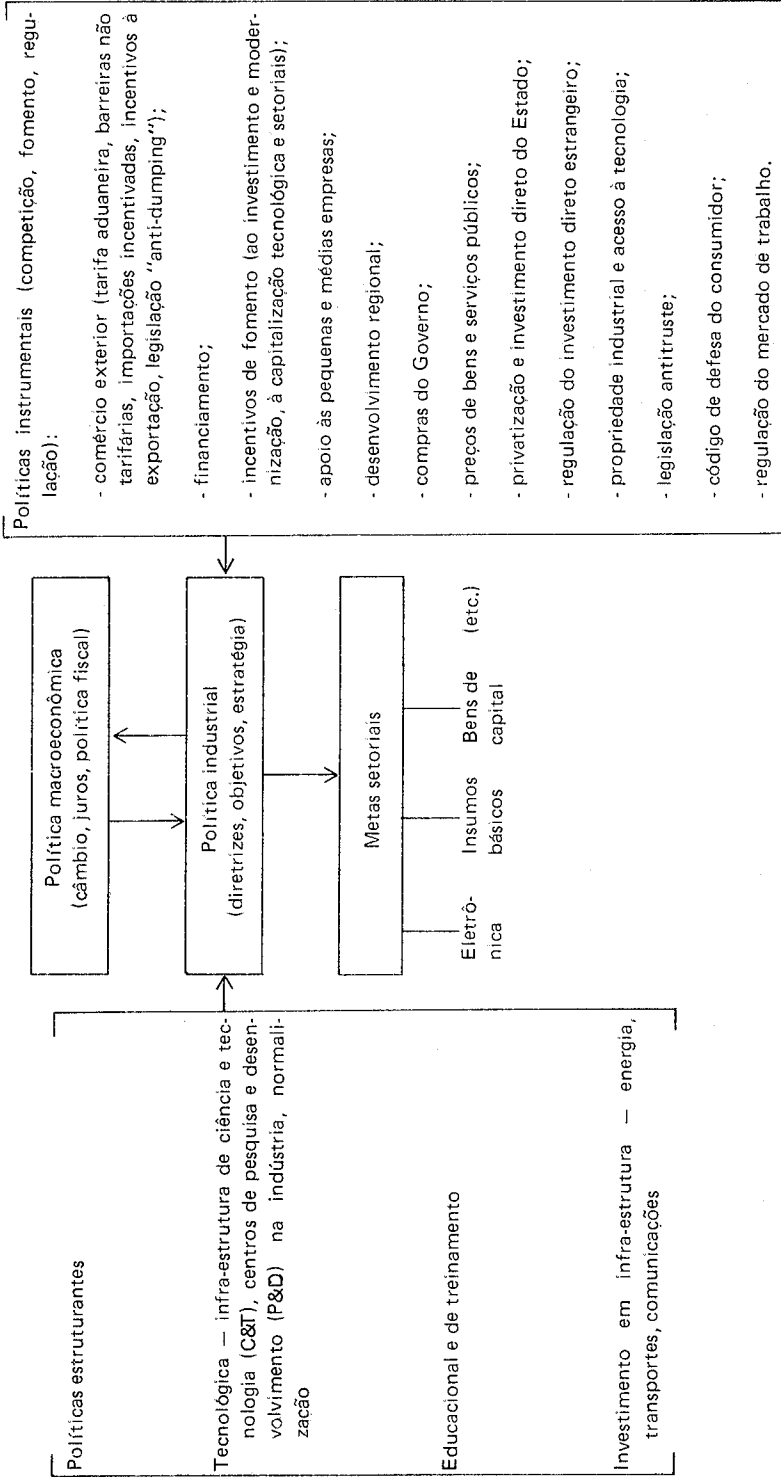 Políticas estruturantes
Tecnológica — infra-estrutura de ciência e tec-
nologia (C&T), centros de pesquisa e desen-
volvimento (P&D) na indústria, normali-
zação
Educacional e de treinamento
Investimento em infra-estrutura — energia,
transportes, comunicações
Política macroeconômica
(câmbio, juros, política fiscal)
Política industrial
(diretrizes, objetivos, estratégia)
Metas setoriais
Eletrô-
nica
Insumos
básicos
Bens de
capital
(etc.)
Políticas instrumentais (competição, fomento, regu-
lação):
- comércio exterior (tarifa aduaneira, barreiras não
tarifárias, importações incentivadas, incentivos à
exportação, legislação "anti-dumping");
- financiamento;
- incentivos de fomento (ao investimento e moder-
nização, à capitalização tecnológica e setoriais);
- apoio às pequenas e médias empresas;
- desenvolvimento regional;
- compras do Governo;
- preços de bens e serviços públicos;
- privatização e investimento direto do Estado;
- regulação do investimento direto estrangeiro;
- propriedade industrial e acesso à tecnologia;
- legislação antitruste;
- código de defesa do consumidor;
- regulação do mercado de trabalho.